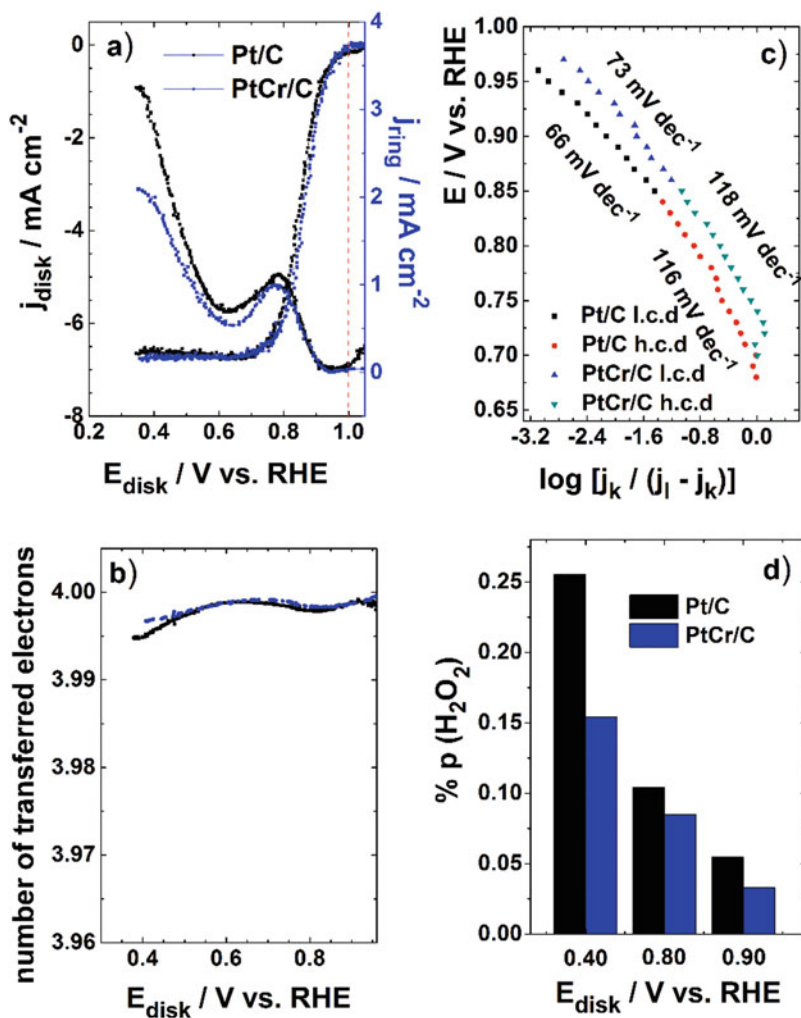 a)
Pt/C
PtCr/C
j_disk / mA cm⁻²
0
-2
-4
-6
-8
4
3
2
1
0
j_ring / mA cm⁻²
0.2 0.4 0.6 0.8 1.0
E_disk / V vs. RHE
c)
E / V vs. RHE
1.00
0.95
0.90
0.85
0.80
0.75
0.70
0.65
73 mV dec⁻¹
66 mV dec⁻¹
118 mV dec⁻¹
116 mV dec⁻¹
Pt/C l.c.d
Pt/C h.c.d
PtCr/C l.c.d
PtCr/C h.c.d
-3.2 -2.4 -1.6 -0.8 0.0
log [j_k / (j_l - j_k)]
b)
number of transferred electrons
4.00
3.99
3.98
3.97
3.96
0.4 0.6 0.8
E_disk / V vs. RHE
d)
Pt/C
PtCr/C
% p (H₂O₂)
0.25
0.20
0.15
0.10
0.05
0.00
0.40 0.80 0.90
E_disk / V vs. RHE